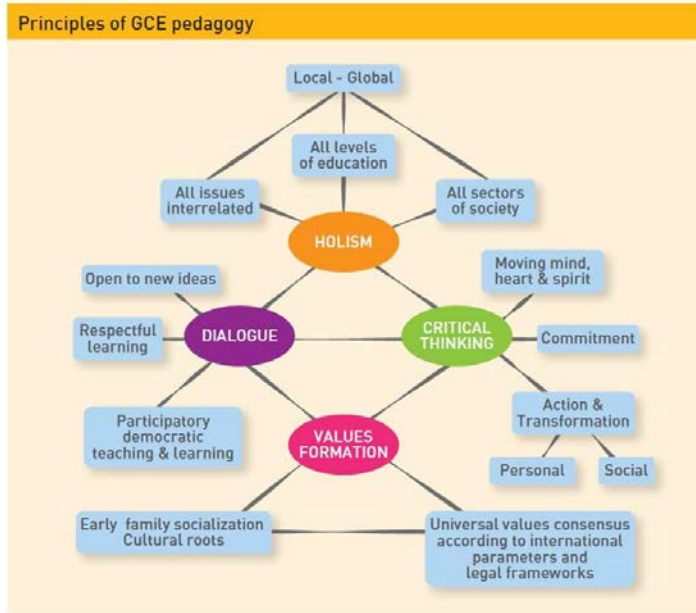 Principles of GCE pedagogy
Local - Global
All levels
of education
All issues
interrelated
All sectors
of society
HOLISM
Moving mind,
heart & spirit
Open to new ideas
Respectful
learning
DIALOGUE
CRITICAL
THINKING
Commitment
Participatory
democratic
teaching & learning
Action &
Transformation
VALUES
FORMATION
Personal
Social
Early family socialization
Cultural roots
Universal values consensus
according to international
parameters and
legal frameworks